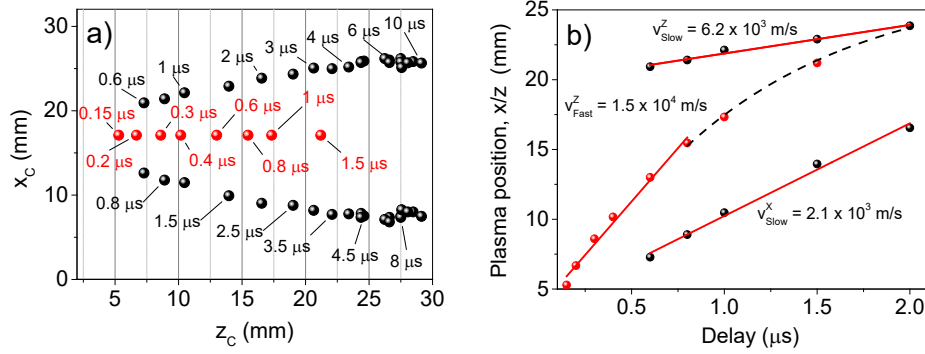 a)
x_C (mm)
30
20
10
0
5
10
15
20
25
30
z_C (mm)
0.6 µs
1 µs
2 µs
3 µs
4 µs
6 µs
10 µs
0.15 µs
0.3 µs
0.6 µs
1 µs
0.2 µs
0.4 µs
0.8 µs
1.5 µs
0.8 µs
1.5 µs
2.5 µs
3.5 µs
4.5 µs
8 µs
b)
Plasma position, x/z (mm)
25
20
15
10
5
0.5
1.0
1.5
2.0
Delay (µs)
v^Z_Slow = 6.2 x 10^3 m/s
v^Z_Fast = 1.5 x 10^4 m/s
v^X_Slow = 2.1 x 10^3 m/s